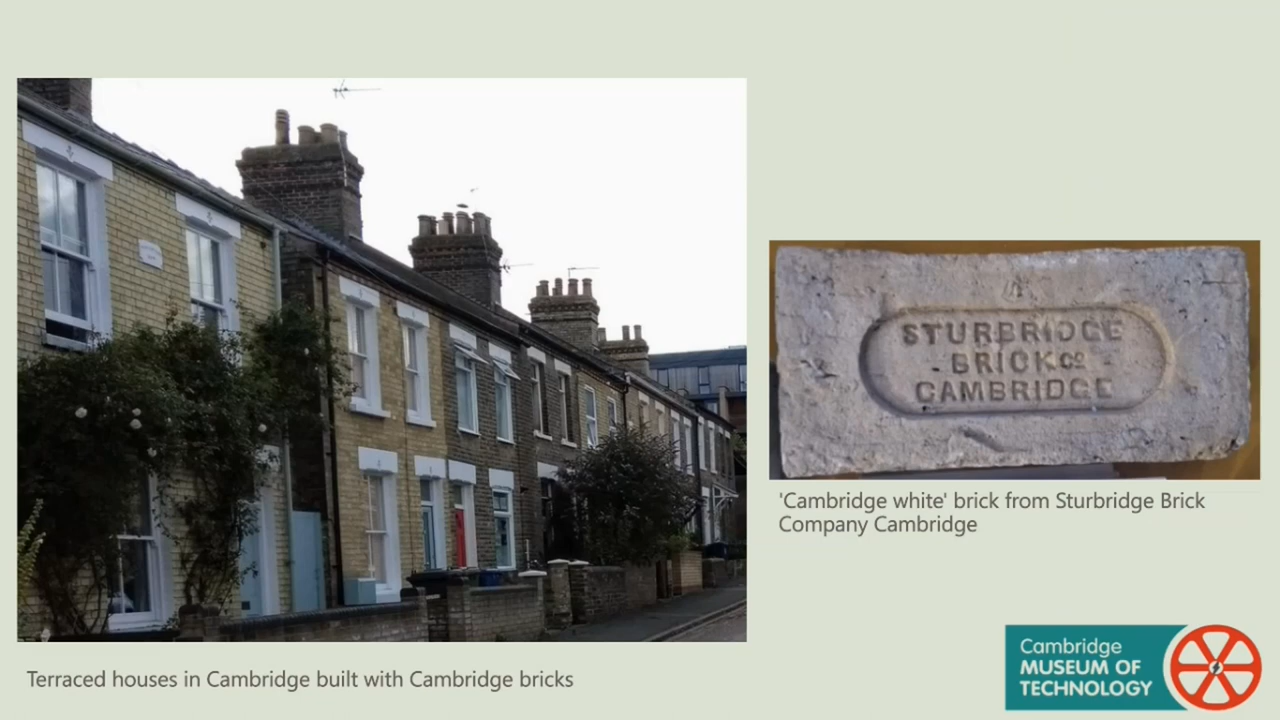 STURBRIDGE
BRICK Co
CAMBRIDGE
'Cambridge white' brick from Sturbridge Brick
Company Cambridge
Terraced houses in Cambridge built with Cambridge bricks
Cambridge
MUSEUM OF
TECHNOLOGY